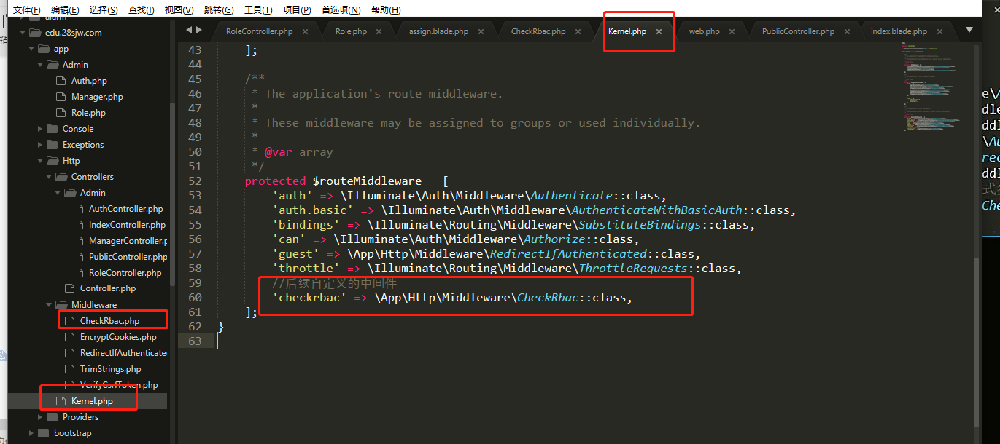 文件(F) 编辑(E) 选择(S) 查找(I) 视图(V) 跳转(G) 工具(T) 项目(P) 首选项(N) 帮助(H)
edu.28sjw.com
app
Admin
Auth.php
Manager.php
Role.php
Console
Exceptions
Http
Controllers
Admin
AuthController.php
IndexController.php
ManagerController.p
PublicController.php
RoleController.php
Controller.php
Middleware
CheckRbac.php
EncryptCookies.php
RedirectIfAuthenticate
TrimStrings.php
VerifyCsrfToken.php
Kernel.php
Providers
bootstrap
RoleController.php × Role.php × assign.blade.php × CheckRbac.php × Kernel.php × web.php × PublicController.php × index.blade.php ×
43 ];
44
45 /**
46 * The application's route middleware.
47 *
48 * These middleware may be assigned to groups or used individually.
49 *
50 * @var array
51 */
52 protected $routeMiddleware = [
53 'auth' => \Illuminate\Auth\Middleware\Authenticate::class,
54 'auth.basic' => \Illuminate\Auth\Middleware\AuthenticateWithBasicAuth::class,
55 'bindings' => \Illuminate\Routing\Middleware\SubstituteBindings::class,
56 'can' => \Illuminate\Auth\Middleware\Authorize::class,
57 'guest' => \App\Http\Middleware\RedirectIfAuthenticated::class,
58 'throttle' => \Illuminate\Routing\Middleware\ThrottleRequests::class,
59 //后续自定义的中间件
60 'checkrbac' => \App\Http\Middleware\CheckRbac::class,
61 ];
62 }
63